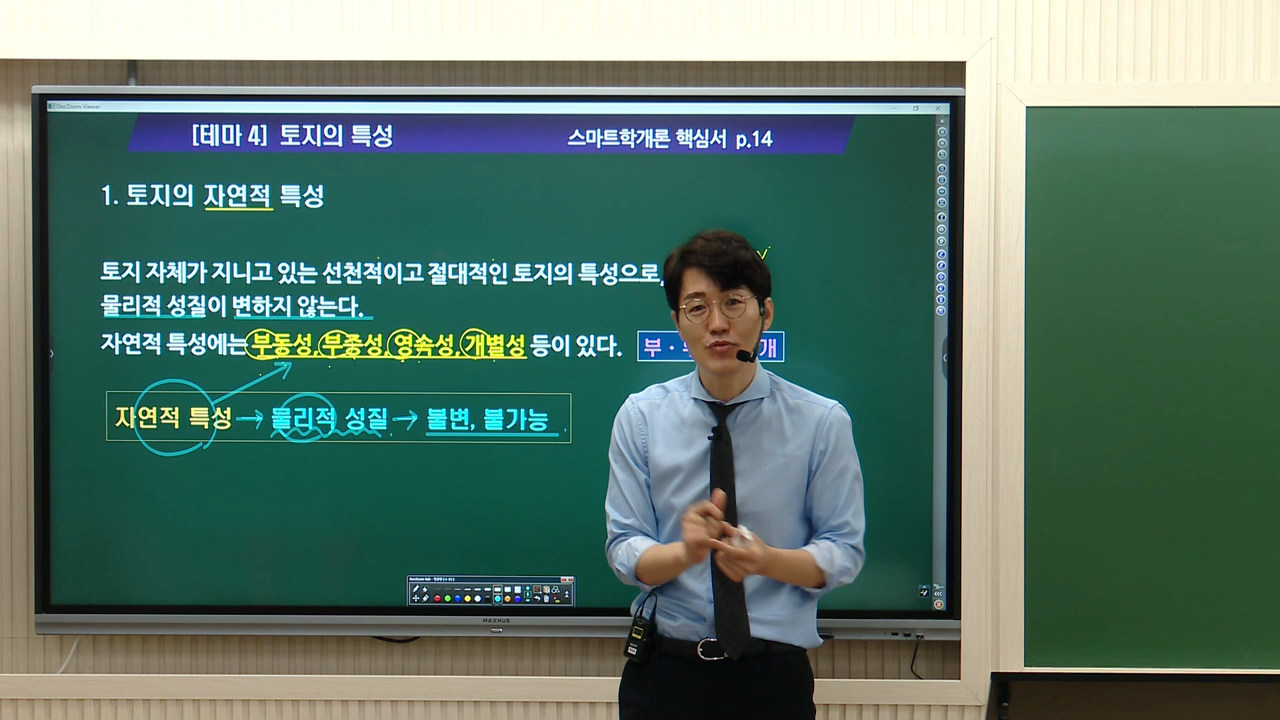 DocZoom Viewer
[테마 4] 토지의 특성 스마트학개론 핵심서 p.14
1. 토지의 자연적 특성
토지 자체가 지니고 있는 선천적이고 절대적인 토지의 특성으로,
물리적 성질이 변하지 않는다.
자연적 특성에는 부동성, 부증성, 영속성, 개별성 등이 있다. 부 · 개
자연적 특성 → 물리적 성질 → 불변, 불가능
MAXHUB